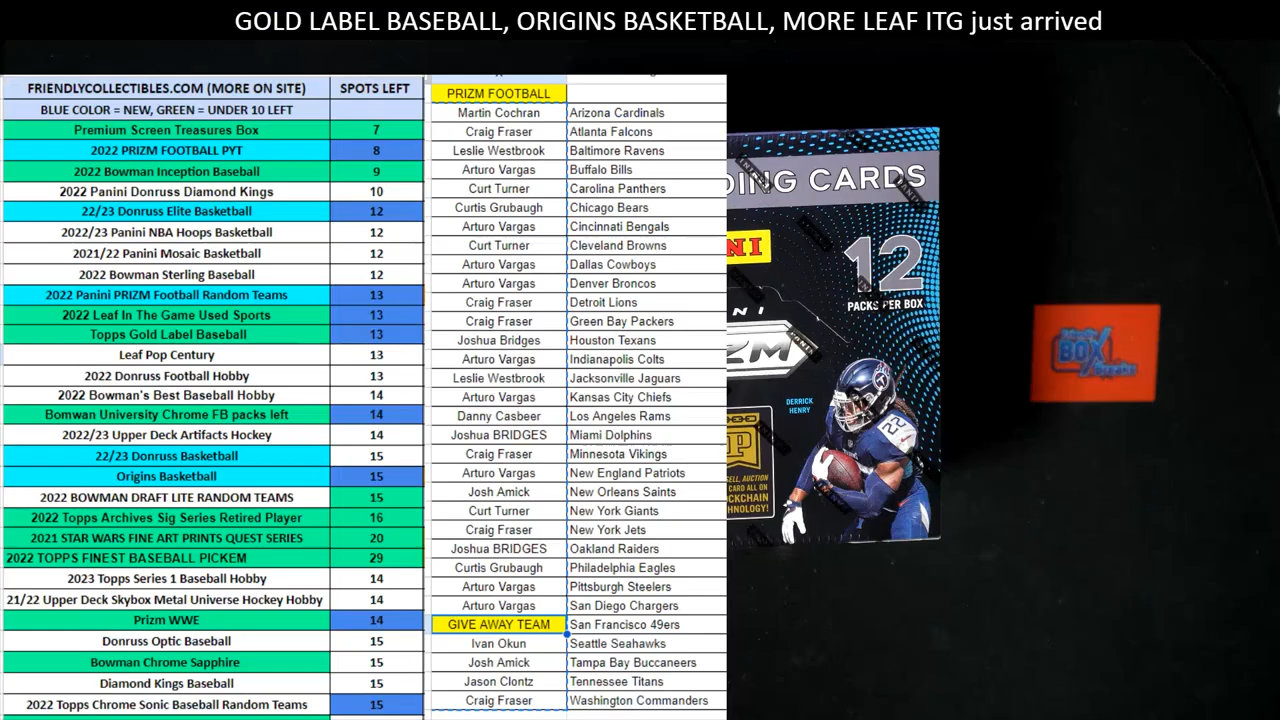 GOLD LABEL BASEBALL, ORIGINS BASKETBALL, MORE LEAF ITG just arrived
FRIENDLYCOLLECTIBLES.COM (MORE ON SITE) SPOTS LEFT
BLUE COLOR = NEW, GREEN = UNDER 10 LEFT
Premium Screen Treasures Box 7
2022 PRIZM FOOTBALL PYT 8
2022 Bowman Inception Baseball 9
2022 Panini Donruss Diamond Kings 10
22/23 Donruss Elite Basketball 12
2022/23 Panini NBA Hoops Basketball 12
2021/22 Panini Mosaic Basketball 12
2022 Bowman Sterling Baseball 12
2022 Panini PRIZM Football Random Teams 13
2022 Leaf In The Game Used Sports 13
Topps Gold Label Baseball 13
Leaf Pop Century 13
2022 Donruss Football Hobby 13
2022 Bowman's Best Baseball Hobby 14
Bomwan University Chrome FB packs left 14
2022/23 Upper Deck Artifacts Hockey 14
22/23 Donruss Basketball 15
Origins Basketball 15
2022 BOWMAN DRAFT LITE RANDOM TEAMS 15
2022 Topps Archives Sig Series Retired Player 16
2021 STAR WARS FINE ART PRINTS QUEST SERIES 20
2022 TOPPS FINEST BASEBALL PICKEM 29
2023 Topps Series 1 Baseball Hobby 14
21/22 Upper Deck Skybox Metal Universe Hockey Hobby 14
Prizm WWE 14
Donruss Optic Baseball 15
Bowman Chrome Sapphire 15
Diamond Kings Baseball 15
2022 Topps Chrome Sonic Baseball Random Teams 15
PRIZM FOOTBALL
Martin Cochran Arizona Cardinals
Craig Fraser Atlanta Falcons
Leslie Westbrook Baltimore Ravens
Arturo Vargas Buffalo Bills
Curt Turner Carolina Panthers
Curtis Grubaugh Chicago Bears
Arturo Vargas Cincinnati Bengals
Curt Turner Cleveland Browns
Arturo Vargas Dallas Cowboys
Arturo Vargas Denver Broncos
Craig Fraser Detroit Lions
Craig Fraser Green Bay Packers
Joshua Bridges Houston Texans
Arturo Vargas Indianapolis Colts
Leslie Westbrook Jacksonville Jaguars
Arturo Vargas Kansas City Chiefs
Danny Casbeer Los Angeles Rams
Joshua BRIDGES Miami Dolphins
Craig Fraser Minnesota Vikings
Arturo Vargas New England Patriots
Josh Amick New Orleans Saints
Curt Turner New York Giants
Craig Fraser New York Jets
Joshua BRIDGES Oakland Raiders
Curtis Grubaugh Philadelphia Eagles
Arturo Vargas Pittsburgh Steelers
Arturo Vargas San Diego Chargers
GIVE AWAY TEAM San Francisco 49ers
Ivan Okun Seattle Seahawks
Josh Amick Tampa Bay Buccaneers
Jason Clontz Tennessee Titans
Craig Fraser Washington Commanders
DING CARDS
NI
12
PACKS PER BOX
NI
ZM
DERRICK
HENRY
22
SELL, AUCTION
CARD ALL ON
CKCHAIN
HNOLOGY!
BOX
Breaks